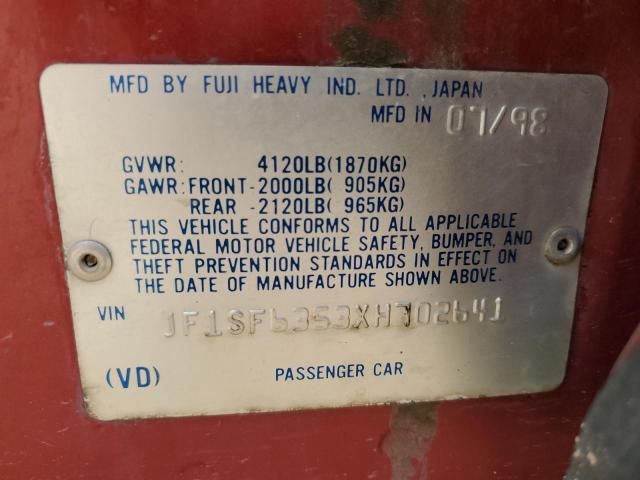 MFD BY FUJI HEAVY IND. LTD. , JAPAN
MFD IN 07/98
GVWR: 4120LB(1870KG)
GAWR: FRONT-2000LB( 905KG)
REAR -2120LB( 965KG)
THIS VEHICLE CONFORMS TO ALL APPLICABLE
FEDERAL MOTOR VEHICLE SAFETY, BUMPER, AND
THEFT PREVENTION STANDARDS IN EFFECT ON
THE DATE OF MANUFACTURE SHOWN ABOVE.
VIN JF1SF6353XH702641
(VD) PASSENGER CAR